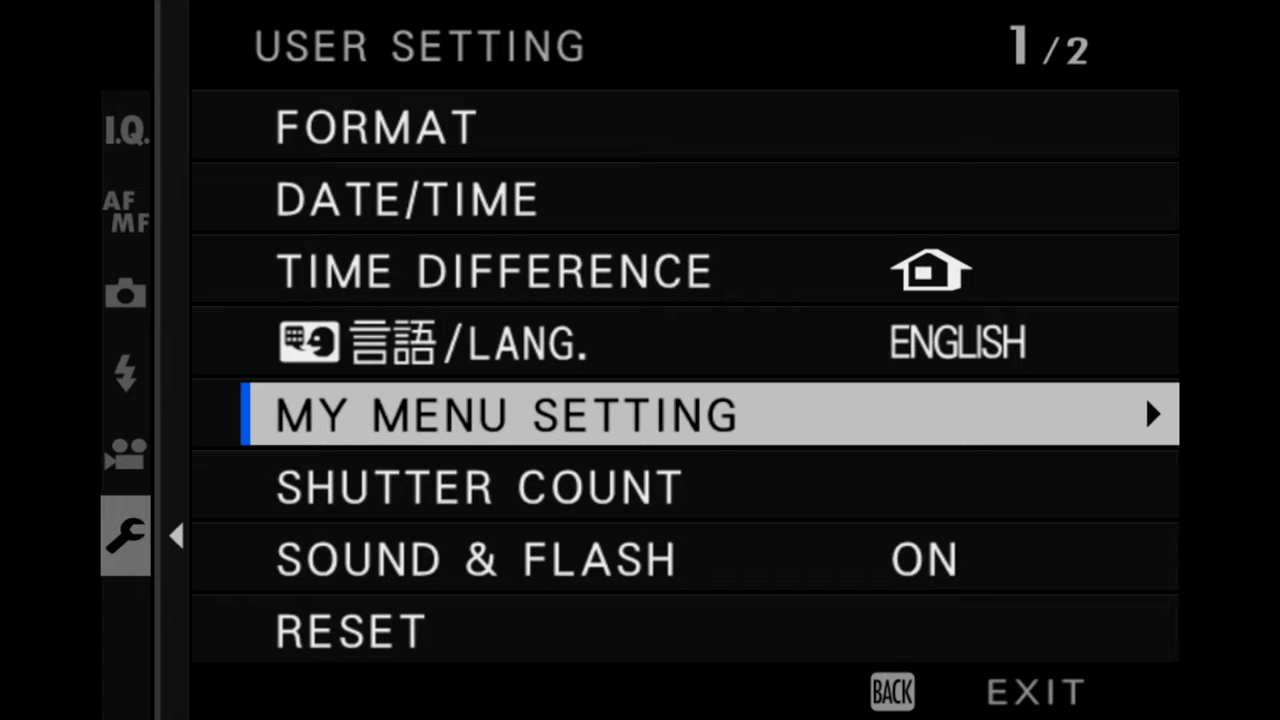 USER SETTING 1/2
I.Q.
FORMAT
DATE/TIME
AF
MF
TIME DIFFERENCE
言語/LANG. ENGLISH
MY MENU SETTING
SHUTTER COUNT
SOUND & FLASH ON
RESET
BACK EXIT